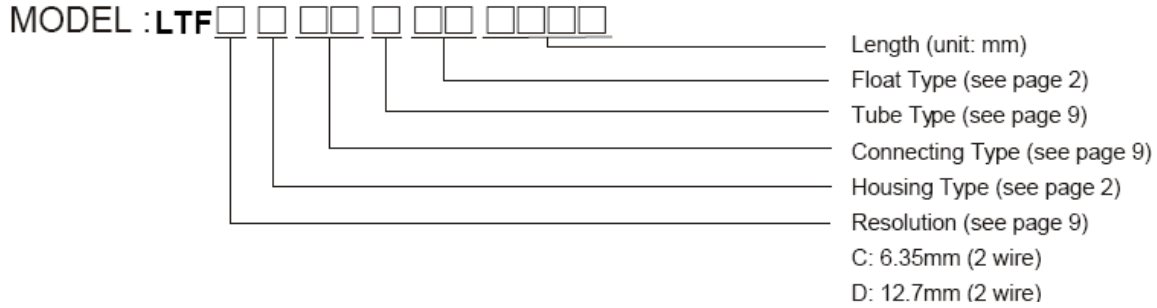 MODEL :LTF□ □ □□ □ □□ □□□□
Length (unit: mm)
Float Type (see page 2)
Tube Type (see page 9)
Connecting Type (see page 9)
Housing Type (see page 2)
Resolution (see page 9)
C: 6.35mm (2 wire)
D: 12.7mm (2 wire)